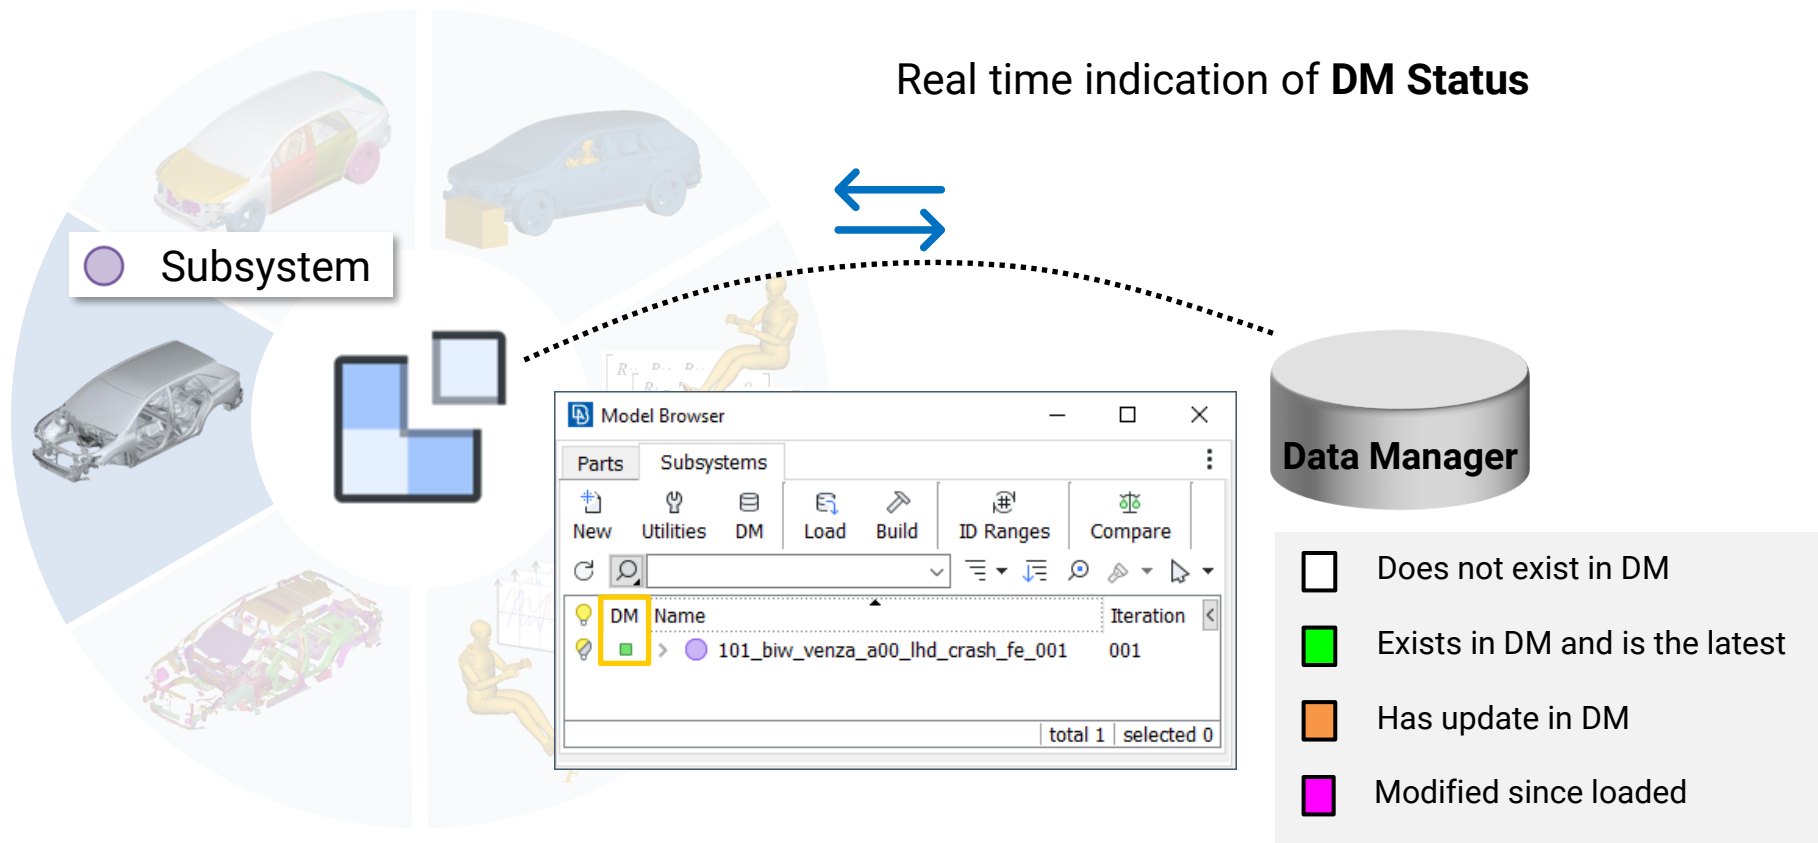 Real time indication of DM Status
Subsystem
Model Browser
Parts Subsystems
New Utilities DM Load Build ID Ranges Compare
DM Name Iteration
101_biw_venza_a00_lhd_crash_fe_001 001
total 1 selected 0
F
Data Manager
Does not exist in DM
Exists in DM and is the latest
Has update in DM
Modified since loaded